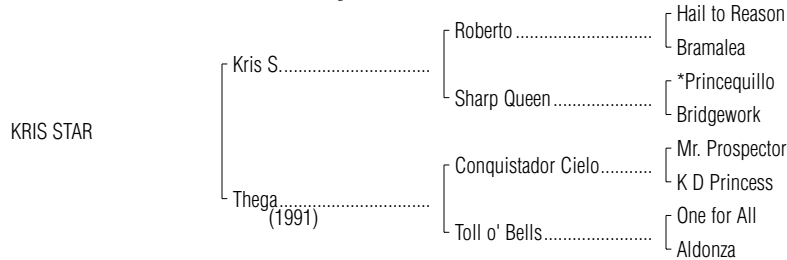 Hail to Reason
Roberto
Bramalea
Kris S.
*Princequillo
Sharp Queen
Bridgework
KRIS STAR
Mr. Prospector
Conquistador Cielo
K D Princess
Thega
(1991)
One for All
Toll o' Bells
Aldonza